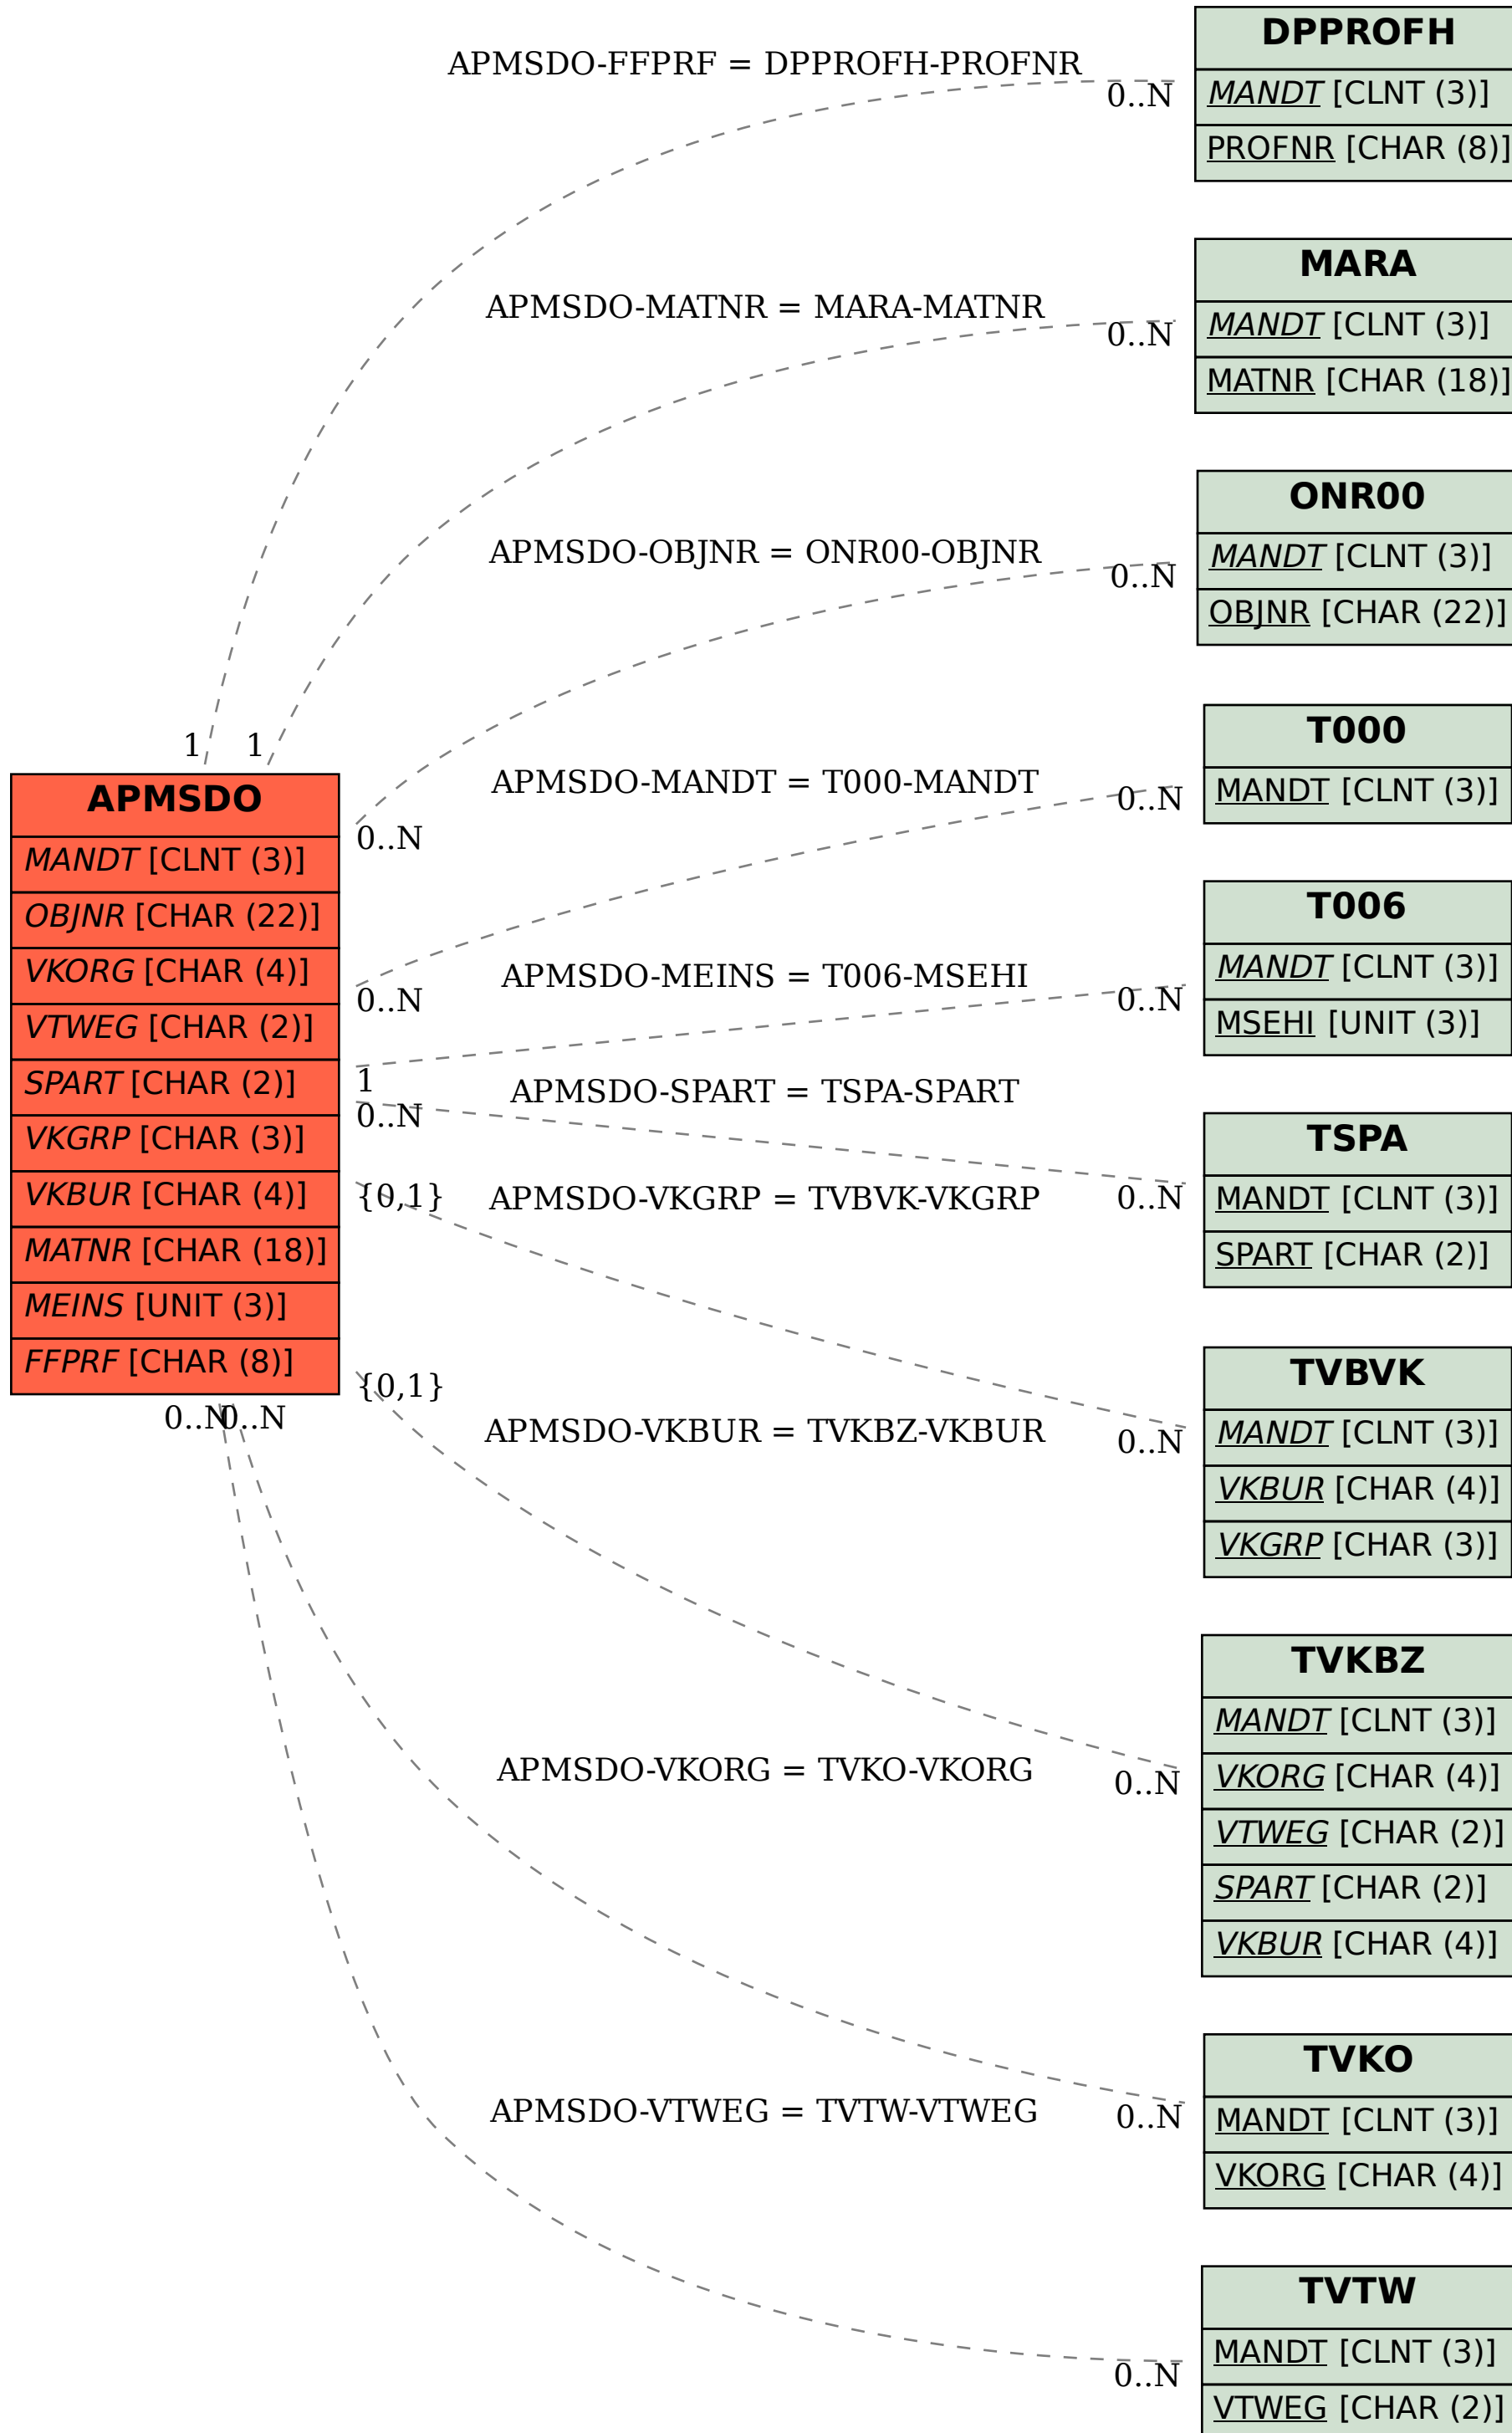 DPPROFH
MANDT [CLNT (3)]
PROFNR [CHAR (8)]
APMSDO-FFPRF = DPPROFH-PROFNR
0..N
1
MARA
MANDT [CLNT (3)]
MATNR [CHAR (18)]
APMSDO-MATNR = MARA-MATNR
0..N
1
ONR00
MANDT [CLNT (3)]
OBJNR [CHAR (22)]
APMSDO-OBJNR = ONR00-OBJNR
0..N
0..N
APMSDO
MANDT [CLNT (3)]
OBJNR [CHAR (22)]
VKORG [CHAR (4)]
VTWEG [CHAR (2)]
SPART [CHAR (2)]
VKGRP [CHAR (3)]
VKBUR [CHAR (4)]
MATNR [CHAR (18)]
MEINS [UNIT (3)]
FFPRF [CHAR (8)]
T000
MANDT [CLNT (3)]
APMSDO-MANDT = T000-MANDT
0..N
0..N
T006
MANDT [CLNT (3)]
MSEHI [UNIT (3)]
APMSDO-MEINS = T006-MSEHI
0..N
1
TSPA
MANDT [CLNT (3)]
SPART [CHAR (2)]
APMSDO-SPART = TSPA-SPART
0..N
0..N
TVBVK
MANDT [CLNT (3)]
VKBUR [CHAR (4)]
VKGRP [CHAR (3)]
APMSDO-VKGRP = TVBVK-VKGRP
0..N
{0,1}
TVKBZ
MANDT [CLNT (3)]
VKORG [CHAR (4)]
VTWEG [CHAR (2)]
SPART [CHAR (2)]
VKBUR [CHAR (4)]
APMSDO-VKBUR = TVKBZ-VKBUR
0..N
{0,1}
TVKO
MANDT [CLNT (3)]
VKORG [CHAR (4)]
APMSDO-VKORG = TVKO-VKORG
0..N
0..N
TVTW
MANDT [CLNT (3)]
VTWEG [CHAR (2)]
APMSDO-VTWEG = TVTW-VTWEG
0..N
0..N